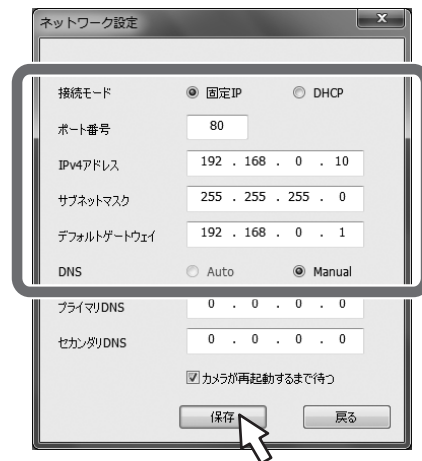 ネットワーク設定
接続モード 固定IP DHCP
ポート番号 80
IPv4アドレス 192 . 168 . 0 . 10
サブネットマスク 255 . 255 . 255 . 0
デフォルトゲートウェイ 192 . 168 . 0 . 1
DNS Auto Manual
プライマリDNS 0 . 0 . 0 . 0
セカンダリDNS 0 . 0 . 0 . 0
カメラが再起動するまで待つ
保存 戻る